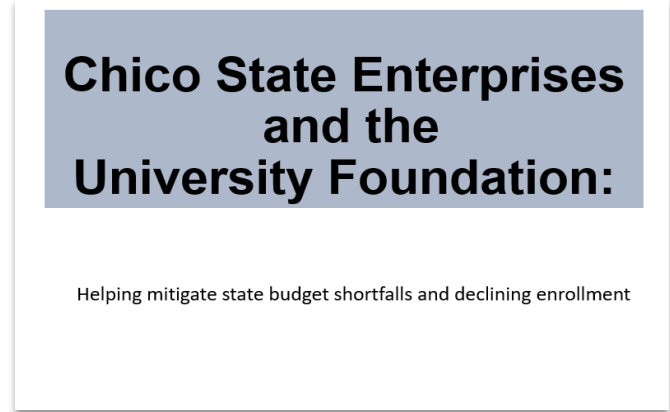 Chico State Enterprises
and the
University Foundation:
Helping mitigate state budget shortfalls and declining enrollment